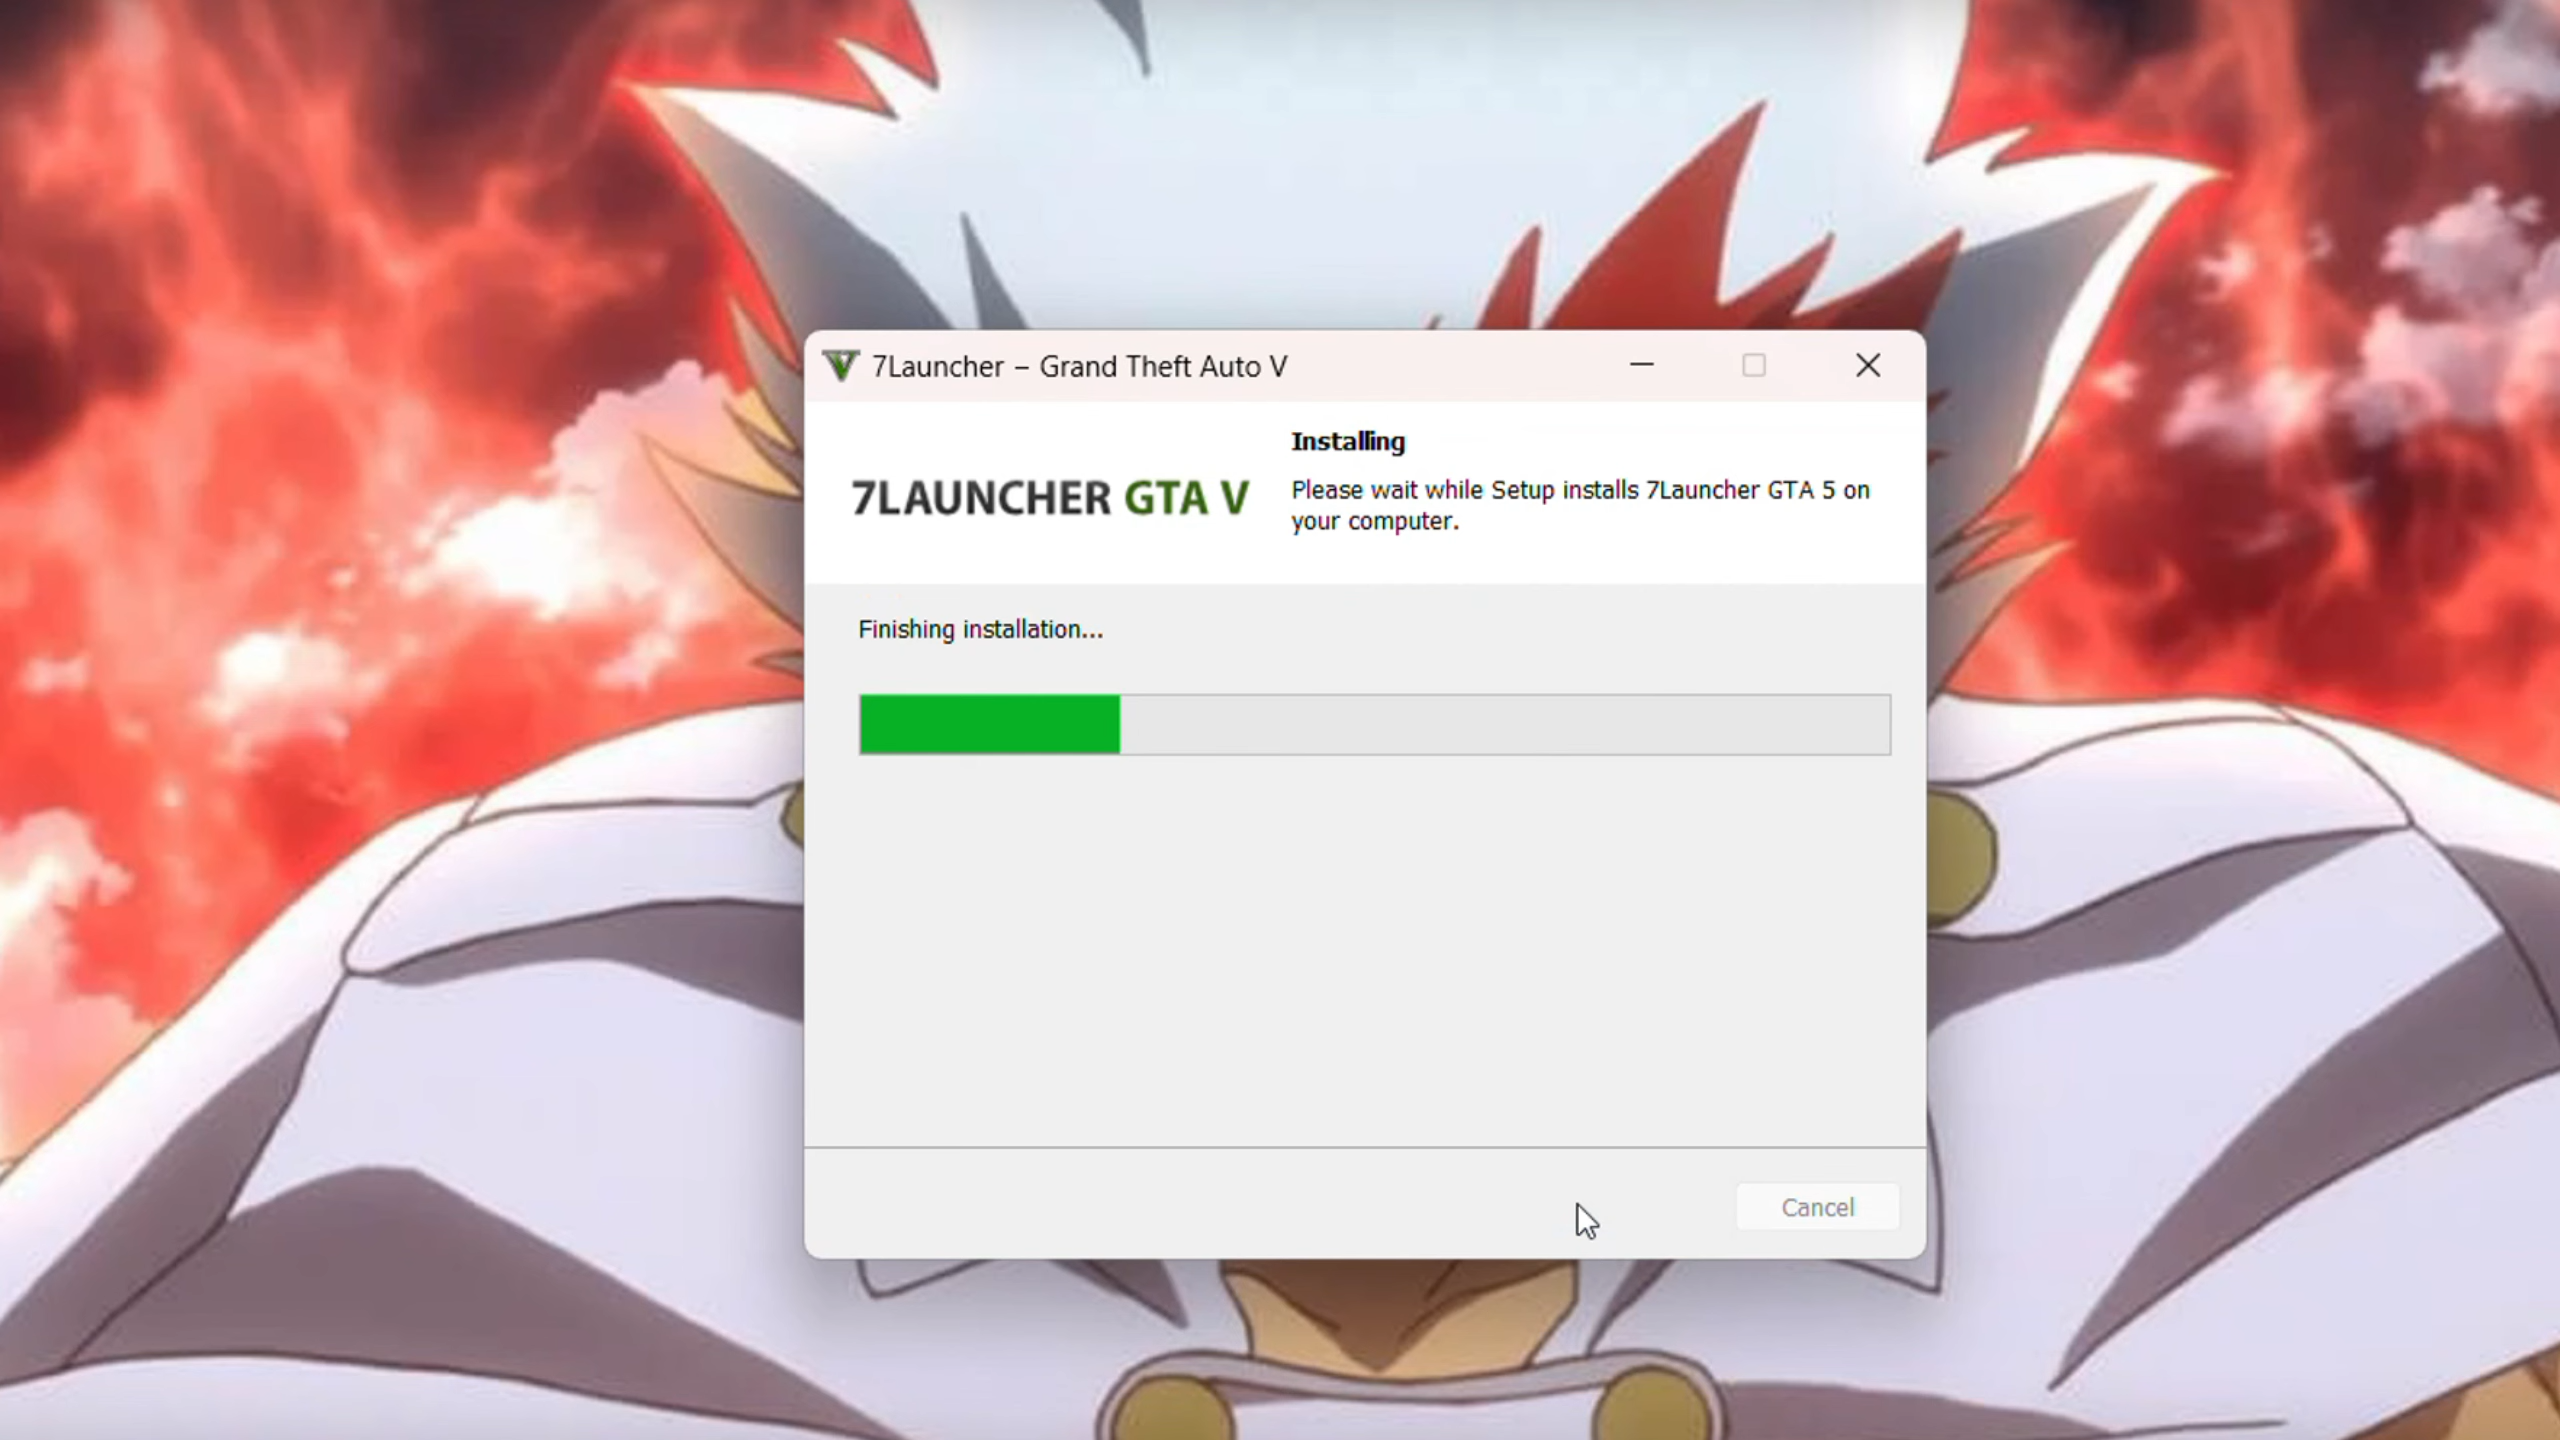 7Launcher – Grand Theft Auto V
7LAUNCHER GTA V
Installing
Please wait while Setup installs 7Launcher GTA 5 on
your computer.
Finishing installation...
Cancel